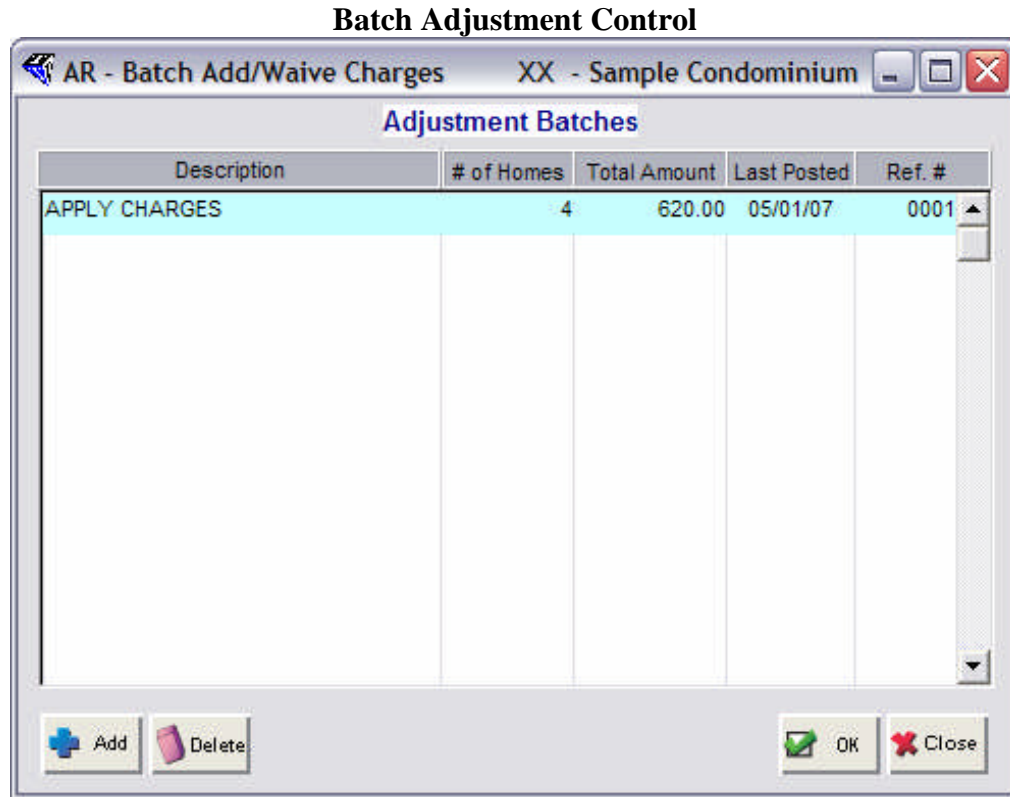 Batch Adjustment Control
AR - Batch Add/Waive Charges XX - Sample Condominium
Adjustment Batches
Description # of Homes Total Amount Last Posted Ref. #
APPLY CHARGES 4 620.00 05/01/07 0001
Add Delete OK Close